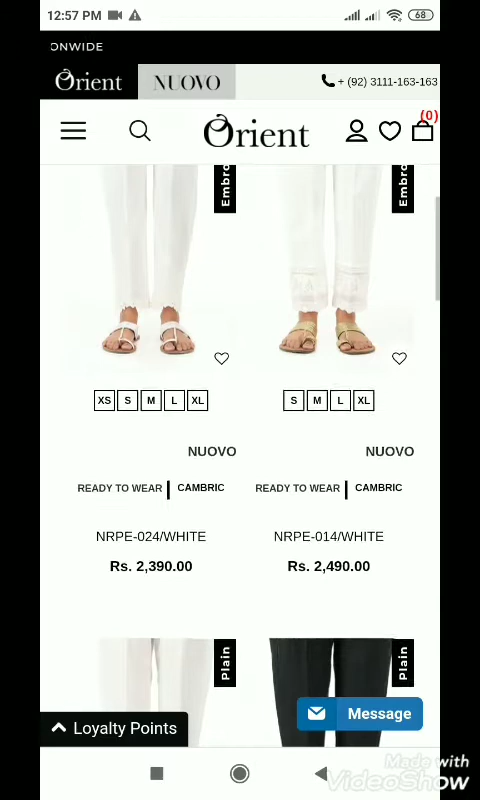 12:57 PM
68
ONWIDE
Orient
NUOVO
+ (92) 3111-163-163
Orient
(0)
Embro
Embro
XS S M L XL
S M L XL
NUOVO
NUOVO
READY TO WEAR | CAMBRIC
READY TO WEAR | CAMBRIC
NRPE-024/WHITE
NRPE-014/WHITE
Rs. 2,390.00
Rs. 2,490.00
Plain
Plain
Message
Loyalty Points
Made with
VideoShow